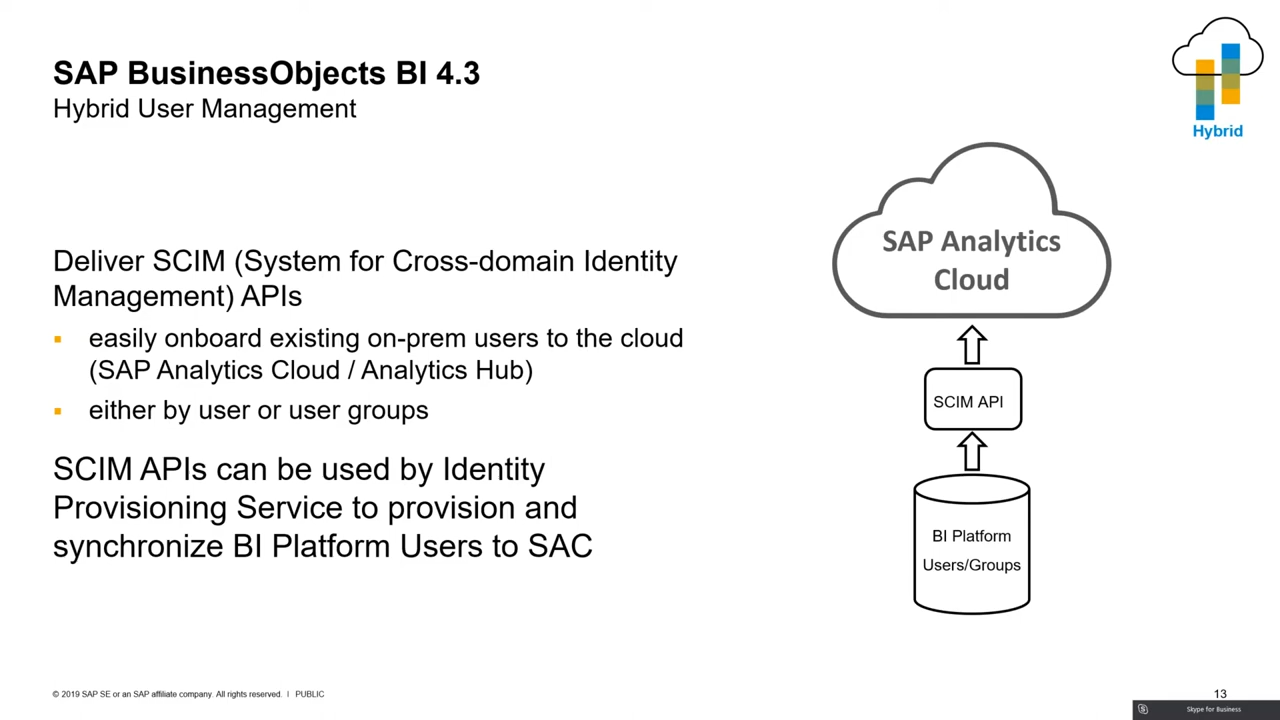 SAP BusinessObjects BI 4.3
Hybrid User Management
Hybrid
Deliver SCIM (System for Cross-domain Identity
Management) APIs
▪ easily onboard existing on-prem users to the cloud
(SAP Analytics Cloud / Analytics Hub)
▪ either by user or user groups
SCIM APIs can be used by Identity
Provisioning Service to provision and
synchronize BI Platform Users to SAC
SAP Analytics
Cloud
SCIM API
BI Platform
Users/Groups
© 2019 SAP SE or an SAP affiliate company. All rights reserved. I PUBLIC
13
Skype for Business